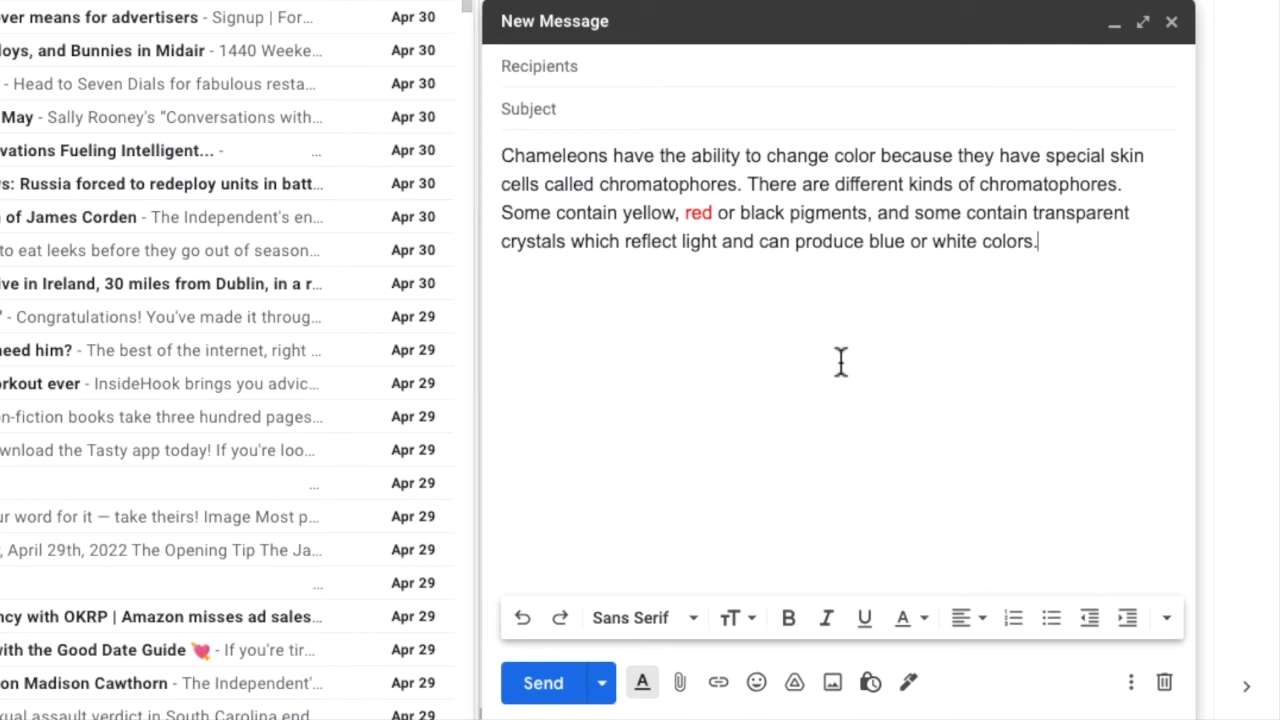 ver means for advertisers - Signup | For... Apr 30
loys, and Bunnies in Midair - 1440 Weeke... Apr 30
- Head to Seven Dials for fabulous resta... Apr 30
May - Sally Rooney's "Conversations with... Apr 30
vations Fueling Intelligent... - ... Apr 30
s: Russia forced to redeploy units in batt... Apr 30
n of James Corden - The Independent's en... Apr 30
to eat leeks before they go out of season... Apr 30
ive in Ireland, 30 miles from Dublin, in a r... Apr 30
' - Congratulations! You've made it throug... Apr 29
need him? - The best of the internet, right ... Apr 29
orkout ever - InsideHook brings you advic... Apr 29
n-fiction books take three hundred pages... Apr 29
wnload the Tasty app today! If you're loo... Apr 29
... Apr 29
ur word for it — take theirs! Image Most p... Apr 29
, April 29th, 2022 The Opening Tip The Ja... Apr 29
... Apr 29
ncy with OKRP | Amazon misses ad sales... Apr 29
with the Good Date Guide 💘 - If you're tir... Apr 29
on Madison Cawthorn - The Independent'... Apr 29
xual assault verdict in South Carolina end... Apr 29
New Message
Recipients
Subject
Chameleons have the ability to change color because they have special skin
cells called chromatophores. There are different kinds of chromatophores.
Some contain yellow, red or black pigments, and some contain transparent
crystals which reflect light and can produce blue or white colors.
Sans Serif
Send